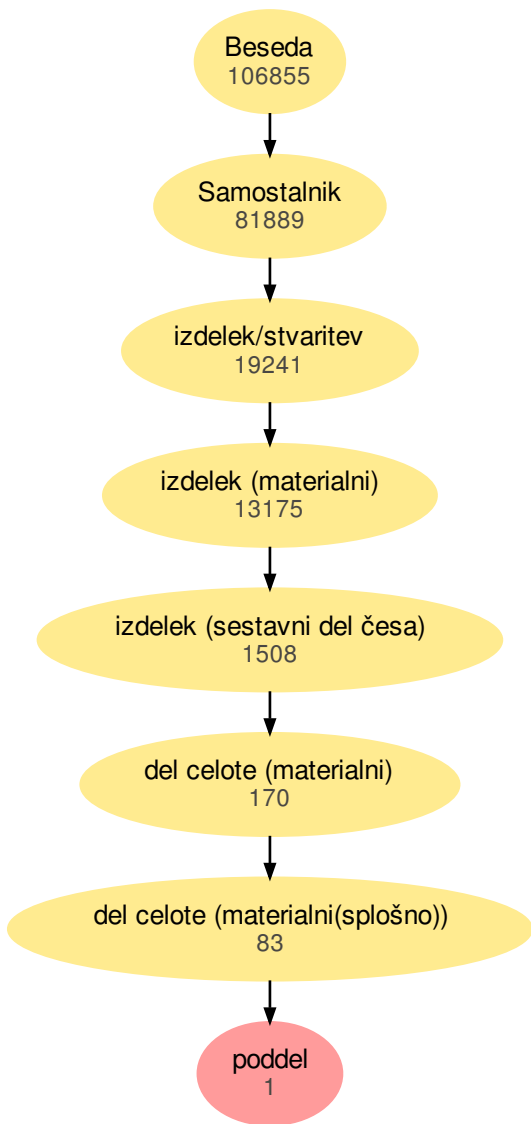 Beseda
106855
Samostalnik
81889
izdelek/stvaritev
19241
izdelek (materialni)
13175
izdelek (sestavni del česa)
1508
del celote (materialni)
170
del celote (materialni(splošno))
83
poddel
1